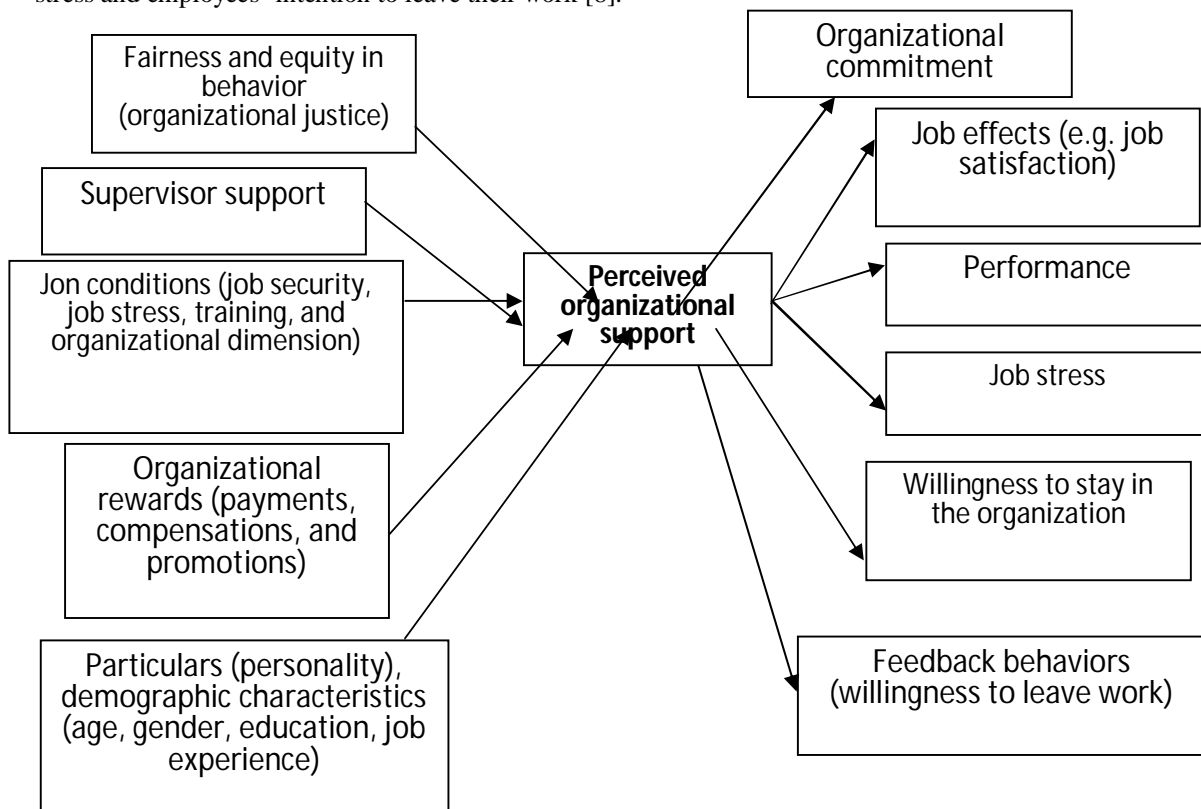 stress and employees' intention to leave their work [8].
Fairness and equity in
behavior
(organizational justice)
Supervisor support
Jon conditions (job security,
job stress, training, and
organizational dimension)
Organizational
rewards (payments,
compensations, and
promotions)
Particulars (personality),
demographic characteristics
(age, gender, education, job
experience)
Perceived
organizational
support
Organizational
commitment
Job effects (e.g. job
satisfaction)
Performance
Job stress
Willingness to stay in
the organization
Feedback behaviors
(willingness to leave work)